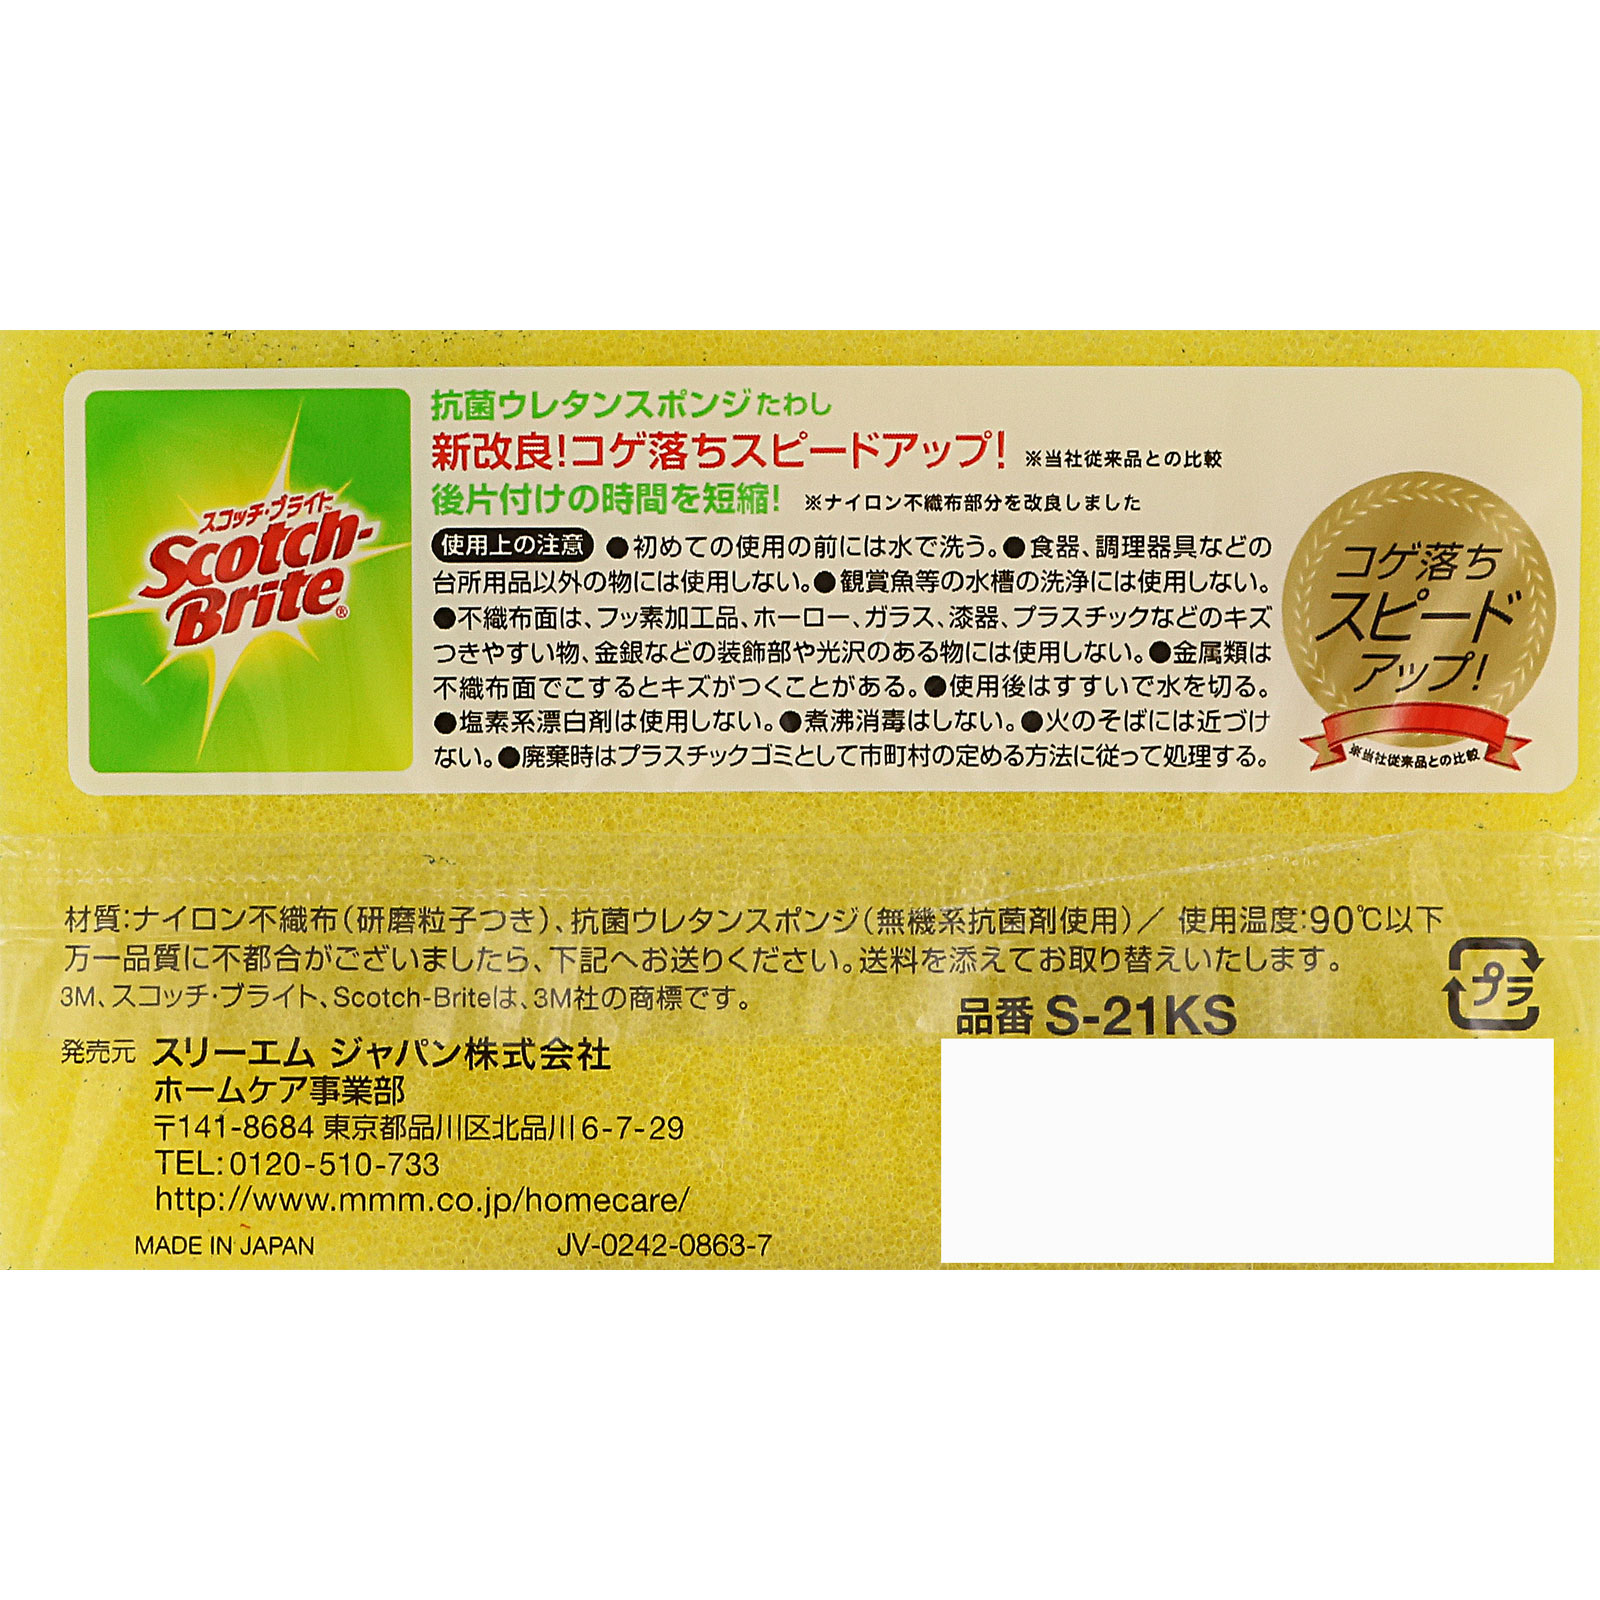 スコッチ・ブライト™
Scotch-
Brite®
抗菌ウレタンスポンジたわし
新改良!コゲ落ちスピードアップ! ※当社従来品との比較
後片付けの時間を短縮! ※ナイロン不織布部分を改良しました
使用上の注意 ●初めての使用の前には水で洗う。●食器、調理器具などの
台所用品以外の物には使用しない。●観賞魚等の水槽の洗浄には使用しない。
●不織布面は、フッ素加工品、ホーロー、ガラス、漆器、プラスチックなどのキズ
つきやすい物、金銀などの装飾部や光沢のある物には使用しない。●金属類は
不織布面でこするとキズがつくことがある。●使用後はすすいで水を切る。
●塩素系漂白剤は使用しない。●煮沸消毒はしない。●火のそばには近づけ
ない。●廃棄時はプラスチックゴミとして市町村の定める方法に従って処理する。
コゲ落ち
スピード
アップ!
※当社従来品との比較
材質:ナイロン不織布(研磨粒子つき)、抗菌ウレタンスポンジ(無機系抗菌剤使用)/ 使用温度:90℃以下
万一品質に不都合がございましたら、下記へお送りください。送料を添えてお取り替えいたします。
3M、スコッチ・ブライト、Scotch-Briteは、3M社の商標です。
プラ
品番 S-21KS
発売元 スリーエム ジャパン株式会社
ホームケア事業部
〒141-8684 東京都品川区北品川6-7-29
TEL:0120-510-733
http://www.mmm.co.jp/homecare/
MADE IN JAPAN JV-0242-0863-7